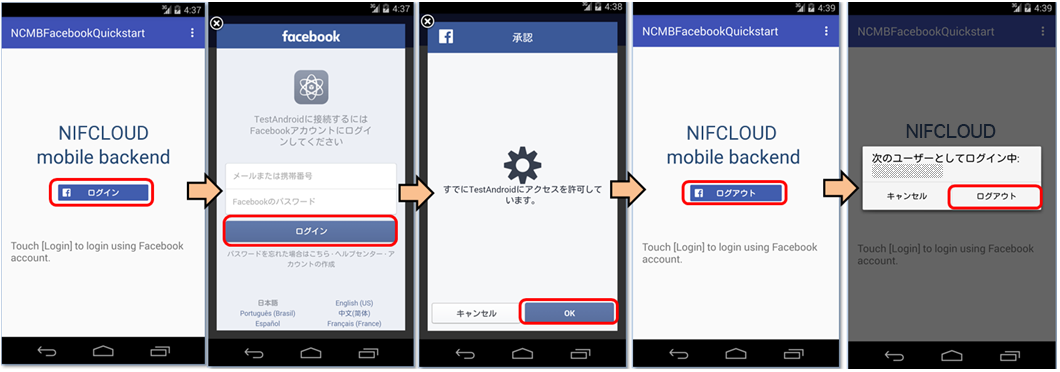 4:37
NCMBFacebookQuickstart
NIFCLOUD
mobile backend
ログイン
Touch [Login] to login using Facebook
account.
4:37
facebook
TestAndroidに接続するには
Facebookアカウントにログイ
ンしてください
メールまたは携帯番号
Facebookのパスワード
ログイン
パスワードを忘れた場合はこちら・ヘルプセンター・ア
カウントの作成
日本語
English (US)
Português (Brasil)
中文(简体)
Español
Français (France)
4:38
承認
すでにTestAndroidにアクセスを許可して
います。
キャンセル
OK
4:39
NCMBFacebookQuickstart
NIFCLOUD
mobile backend
ログアウト
Touch [Login] to login using Facebook
account.
4:39
NCMBFacebookQuickstart
NIFCLOUD
次のユーザーとしてログイン中:
キャンセル
ログアウト
Touch [Login] to login using Facebook
account.